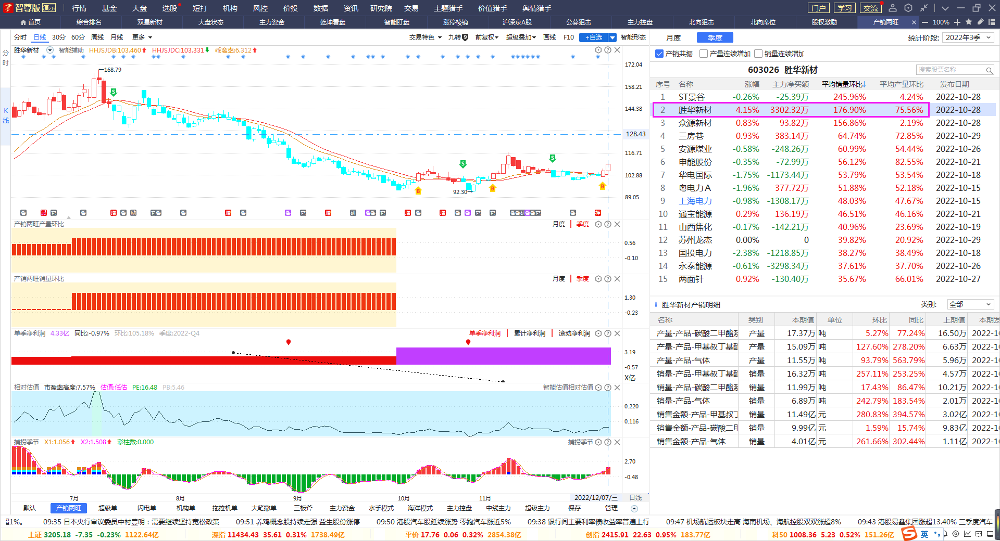 智尊版 演示 行情 基金 大盘 选股 短打 机构 风控 价投 数据 资讯 研究院 交易 主题猎手 价值猎手 舆情猎手 门户 学习 交流
首页 综合排名 双星新材 大盘状态 主力资金 乾坤看盘 智能盯盘 涨停棱镜 沪深京A股 公募狙击 主力控盘 北向狙击 北向席位 股权激励 产销两旺 100%
分时 日线 30分 60分 周线 月线 更多 交易特色 九转 9 前复权 超级叠加 画线 F10 +自选 智能形态
分时
K线
胜华新材 智能辅助 HHJSJDB:103.460 HHJSJDC:103.331 乖离率:6.312
172.04
168.79
158.21
144.38
128.43
116.71
102.88
92.30
89.05
产销两旺产量环比 月度 季度
0.56
-0.10
产销两旺销量环比 月度 季度
1.30
-0.23
单季净利润 4.33亿 同比:-0.97% 环比:105.18% 季度:2022-Q4 单季净利润 累计净利润 滚动净利润
3.19
-0.57
X亿
相对估值 市盈率高度:7.57% 估值:低估 PE:16.48 PB:5.46 智能估值相对估值
0.220
0.116
捕捞季节 X1:1.056 X2:1.508 彩柱数:0.000 捕捞季节
2.70
-0.48
7月 8月 9月 10月 11月 2022/12/07/三 日线
默认 产销两旺 超级单 闪电单 机构单 拖拉机单 大笔撤单 三板斧 主力资金 水手模式 海洋模式 主力控盘 中线主力 超级主力 保存 管理
月度 季度 统计阶段: 2022年3季
产销共振 产量连续增加 销量连续增加
603026 胜华新材 搜索股票名称
序号 名称 涨幅 主力净买额 平均销量环比↓ 平均产量环比 发布日期
1 ST景谷 -0.26% -25.39万 245.96% 4.24% 2022-10-28
2 胜华新材 4.15% 3302.32万 176.90% 75.56% 2022-10-28
3 众源新材 0.83% 93.82万 156.86% 2.19% 2022-10-28
4 三房巷 0.93% 383.14万 64.74% 72.85% 2022-10-29
5 安源煤业 -0.58% -248.26万 60.99% 54.44% 2022-10-26
6 申能股份 -0.35% -72.99万 56.12% 82.55% 2022-10-21
7 华电国际 -1.75% -1173.44万 53.79% 53.54% 2022-10-18
8 粤电力A -1.96% 377.72万 51.88% 52.18% 2022-10-15
9 上海电力 -0.98% -1308.17万 48.03% 47.67% 2022-10-15
10 通宝能源 0.29% 136.19万 46.51% 46.16% 2022-10-21
11 山西焦化 -0.17% -142.21万 40.96% 23.69% 2022-10-19
12 苏州龙杰 0.00% 0 39.82% 20.92% 2022-10-29
13 国投电力 -2.38% -1218.85万 38.27% 38.49% 2022-10-18
14 永泰能源 -0.61% -3298.34万 37.61% 37.70% 2022-10-26
15 两面针 0.92% -130.40万 35.67% 66.01% 2022-10-27
胜华新材产销明细 类别: 全部
名称 类别 本期值 单位 环比 同比 上期值 本期发
产量-产品-碳酸二甲酯系 产量 17.37万 吨 5.27% 77.24% 16.50万 2022-10
产量-产品-甲基叔丁基醚 产量 15.09万 吨 127.60% 278.20% 6.63万 2022-10
产量-产品-气体 产量 11.55万 吨 93.79% 563.79% 5.96万 2022-10
销量-产品-甲基叔丁基醚 销量 16.32万 吨 257.11% 253.25% 4.57万 2022-10
销量-产品-碳酸二甲酯系 销量 11.99万 吨 17.43% 86.47% 10.21万 2022-10
销量-产品-气体 销量 6.89万 吨 242.79% 183.54% 2.01万 2022-10
销售金额-产品-甲基叔丁 销量 11.49亿 元 280.83% 394.57% 3.02亿 2022-10
销售金额-产品-碳酸二甲 销量 9.99亿 元 1.59% 15.74% 9.83亿 2022-10
销售金额-产品-气体 销量 4.01亿 元 261.66% 302.44% 1.11亿 2022-10
超1%。 09:35 日本央行审议委员中村豊明：需要继续坚持宽松政策 09:51 养鸡概念股持续走强 益生股份涨停 09:50 港股汽车股延续涨势 零跑汽车涨近5% 09:38 银行间主要利率债收益率普遍上行 09:47 机场航运板块走高 海南机场、海航控股双双涨超8% 09:43 港股易鑫集团涨超13.40% 三季度汽车
上证 3205.18 -7.35 -0.23% 1122.64亿 深指 11434.43 35.61 0.31% 1738.49亿 平价 17.76 0.06 0.32% 2854.38亿 创指 2415.91 22.63 0.95% 183.77亿 科50 1008.36 5.23 0.52% 151.26亿 英